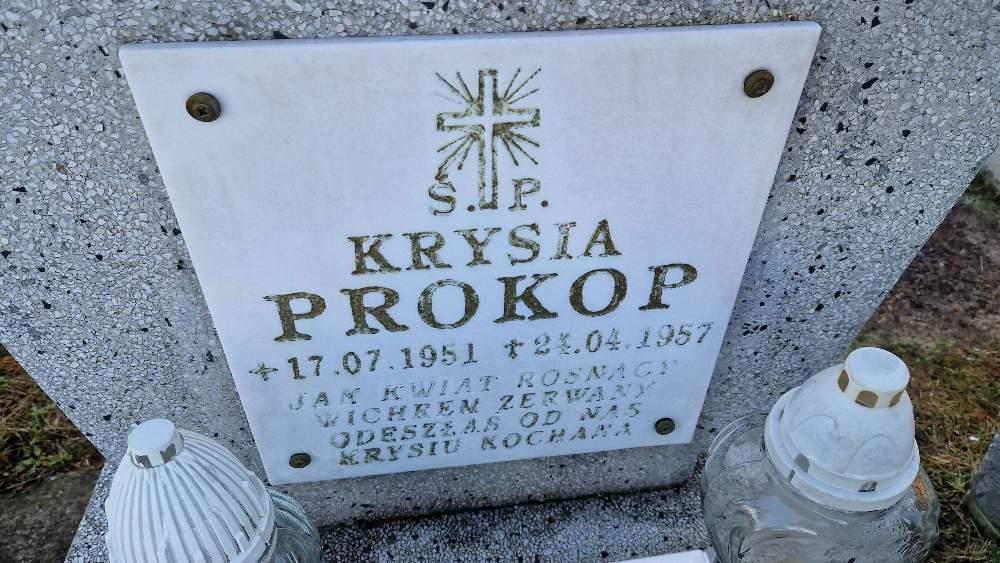 Ś. P.
KRYSIA
PROKOP
17.07.1951 24.04.1957
JAK KWIAT ROSNĄCY
WICHREM ZERWANY
ODESZŁAŚ OD NAS
KRYSIU KOCHANA